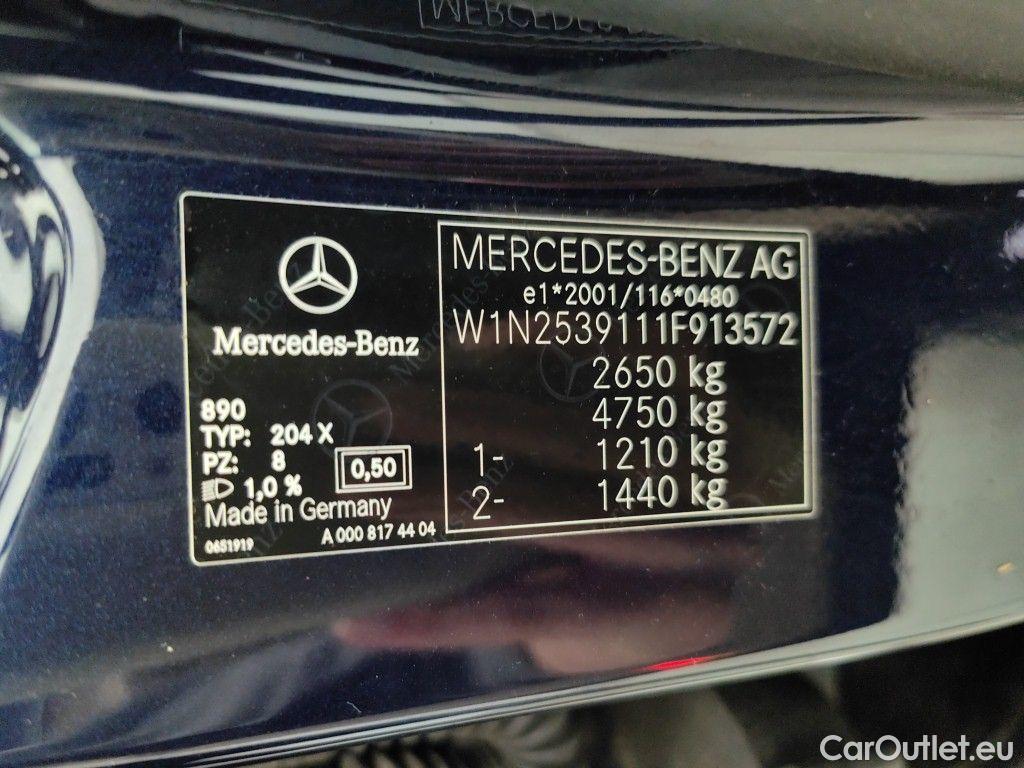 MERCEDES
MERCEDES-BENZ AG
e1*2001/116*0480
W1N2539111F913572
2650 kg
4750 kg
1- 1210 kg
2- 1440 kg
Mercedes-Benz
890
TYP: 204 X
PZ: 8
0,50
1,0 %
Made in Germany
0651919
A 000 817 44 04
CarOutlet.eu